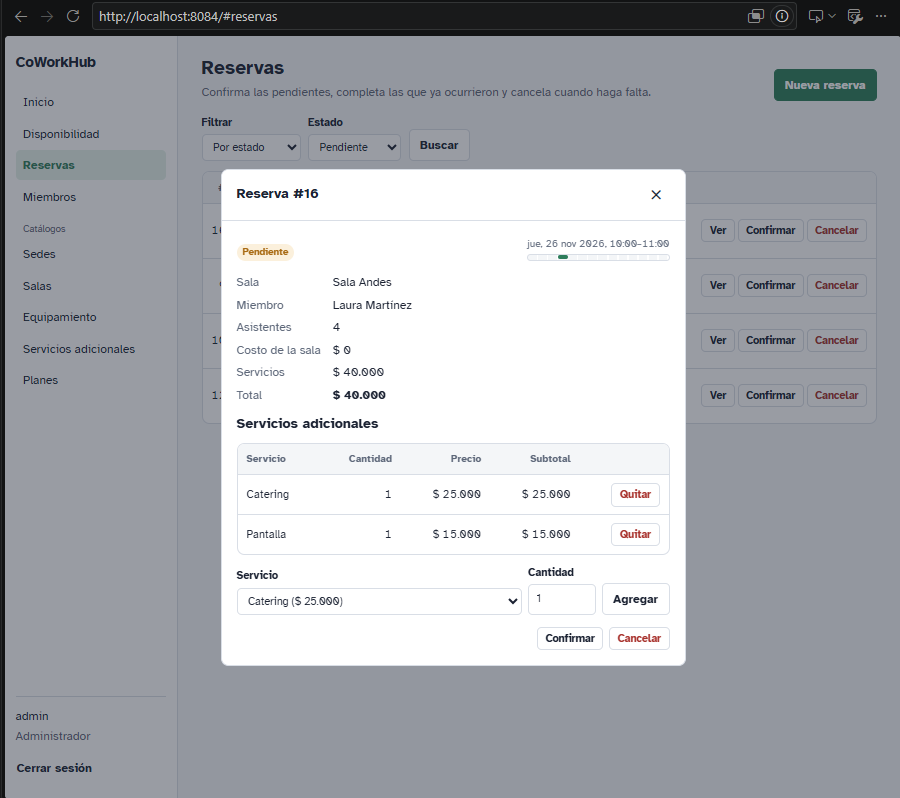 http://localhost:8084/#reservas
CoWorkHub
Inicio
Disponibilidad
Reservas
Miembros
Catálogos
Sedes
Salas
Equipamiento
Servicios adicionales
Planes
admin
Administrador
Cerrar sesión
Reservas
Confirma las pendientes, completa las que ya ocurrieron y cancela cuando haga falta.
Nueva reserva
Filtrar Estado
Por estado Pendiente Buscar
Ver Confirmar Cancelar
Ver Confirmar Cancelar
Ver Confirmar Cancelar
Ver Confirmar Cancelar
Reserva #16
Pendiente jue, 26 nov 2026, 10:00–11:00
Sala Sala Andes
Miembro Laura Martínez
Asistentes 4
Costo de la sala $ 0
Servicios $ 40.000
Total $ 40.000
Servicios adicionales
Servicio Cantidad Precio Subtotal
Catering 1 $ 25.000 $ 25.000 Quitar
Pantalla 1 $ 15.000 $ 15.000 Quitar
Servicio Cantidad
Catering ($ 25.000) 1 Agregar
Confirmar Cancelar